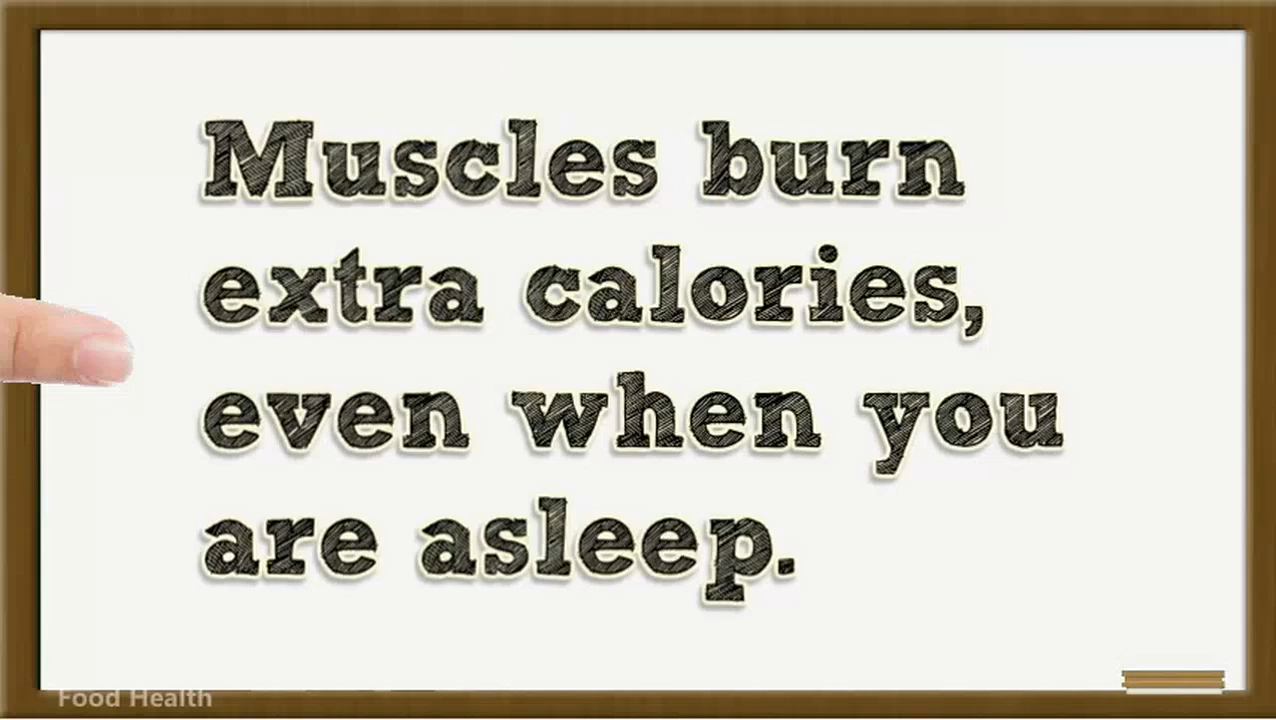 Muscles burn
extra calories,
even when you
are asleep.
Food Health